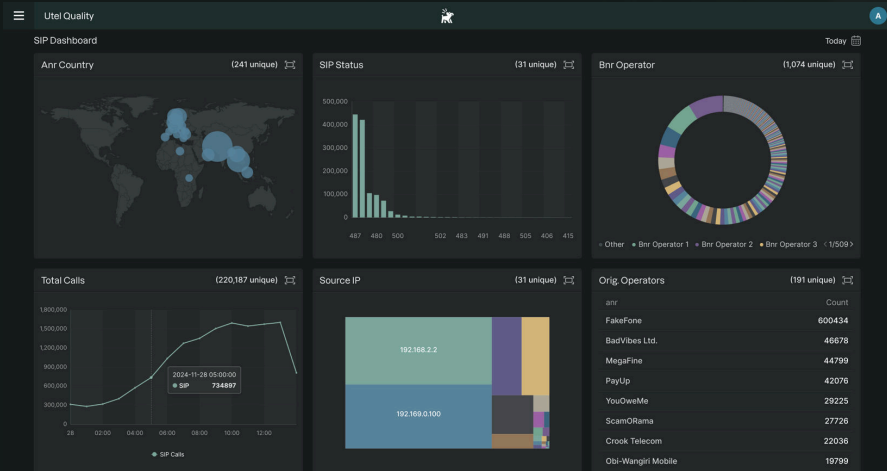 Utel Quality
A
SIP Dashboard
Today
Anr Country (241 unique)
SIP Status (31 unique)
500,000
400,000
300,000
200,000
100,000
0
487 480 500 502 483 491 488 505 406 415
Bnr Operator (1,074 unique)
Other Bnr Operator 1 Bnr Operator 2 Bnr Operator 3 1/509
Total Calls (220,187 unique)
1,800,000
1,500,000
1,200,000
900,000
600,000
300,000
0
28 02:00 04:00 06:00 08:00 10:00 12:00
2024-11-28 05:00:00
SIP 734897
SIP Calls
Source IP (31 unique)
192.168.2.2
192.169.0.100
Orig. Operators (191 unique)
anr Count
FakeFone 600434
BadVibes Ltd. 46678
MegaFine 44799
PayUp 42076
YouOweMe 29225
ScamORama 27726
Crook Telecom 22036
Obi-Wangiri Mobile 19799